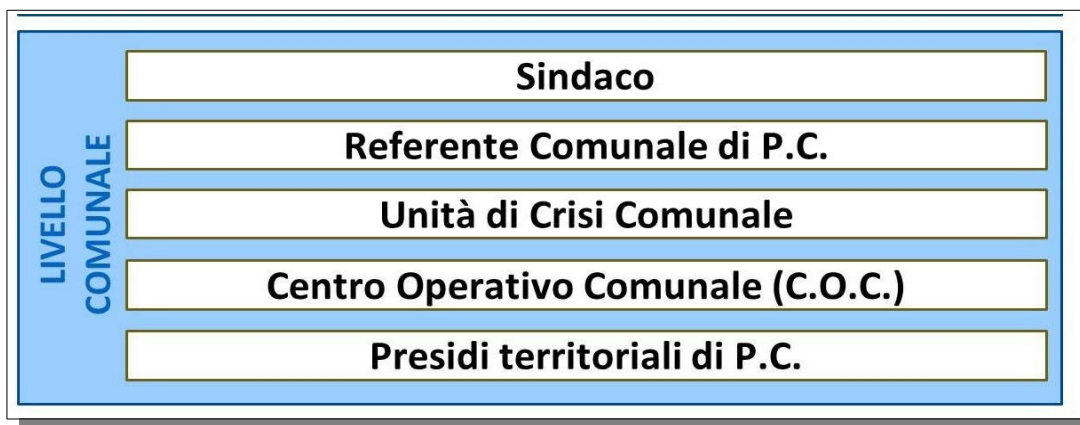 LIVELLO
COMUNALE
Sindaco
Referente Comunale di P.C.
Unità di Crisi Comunale
Centro Operativo Comunale (C.O.C.)
Presidi territoriali di P.C.